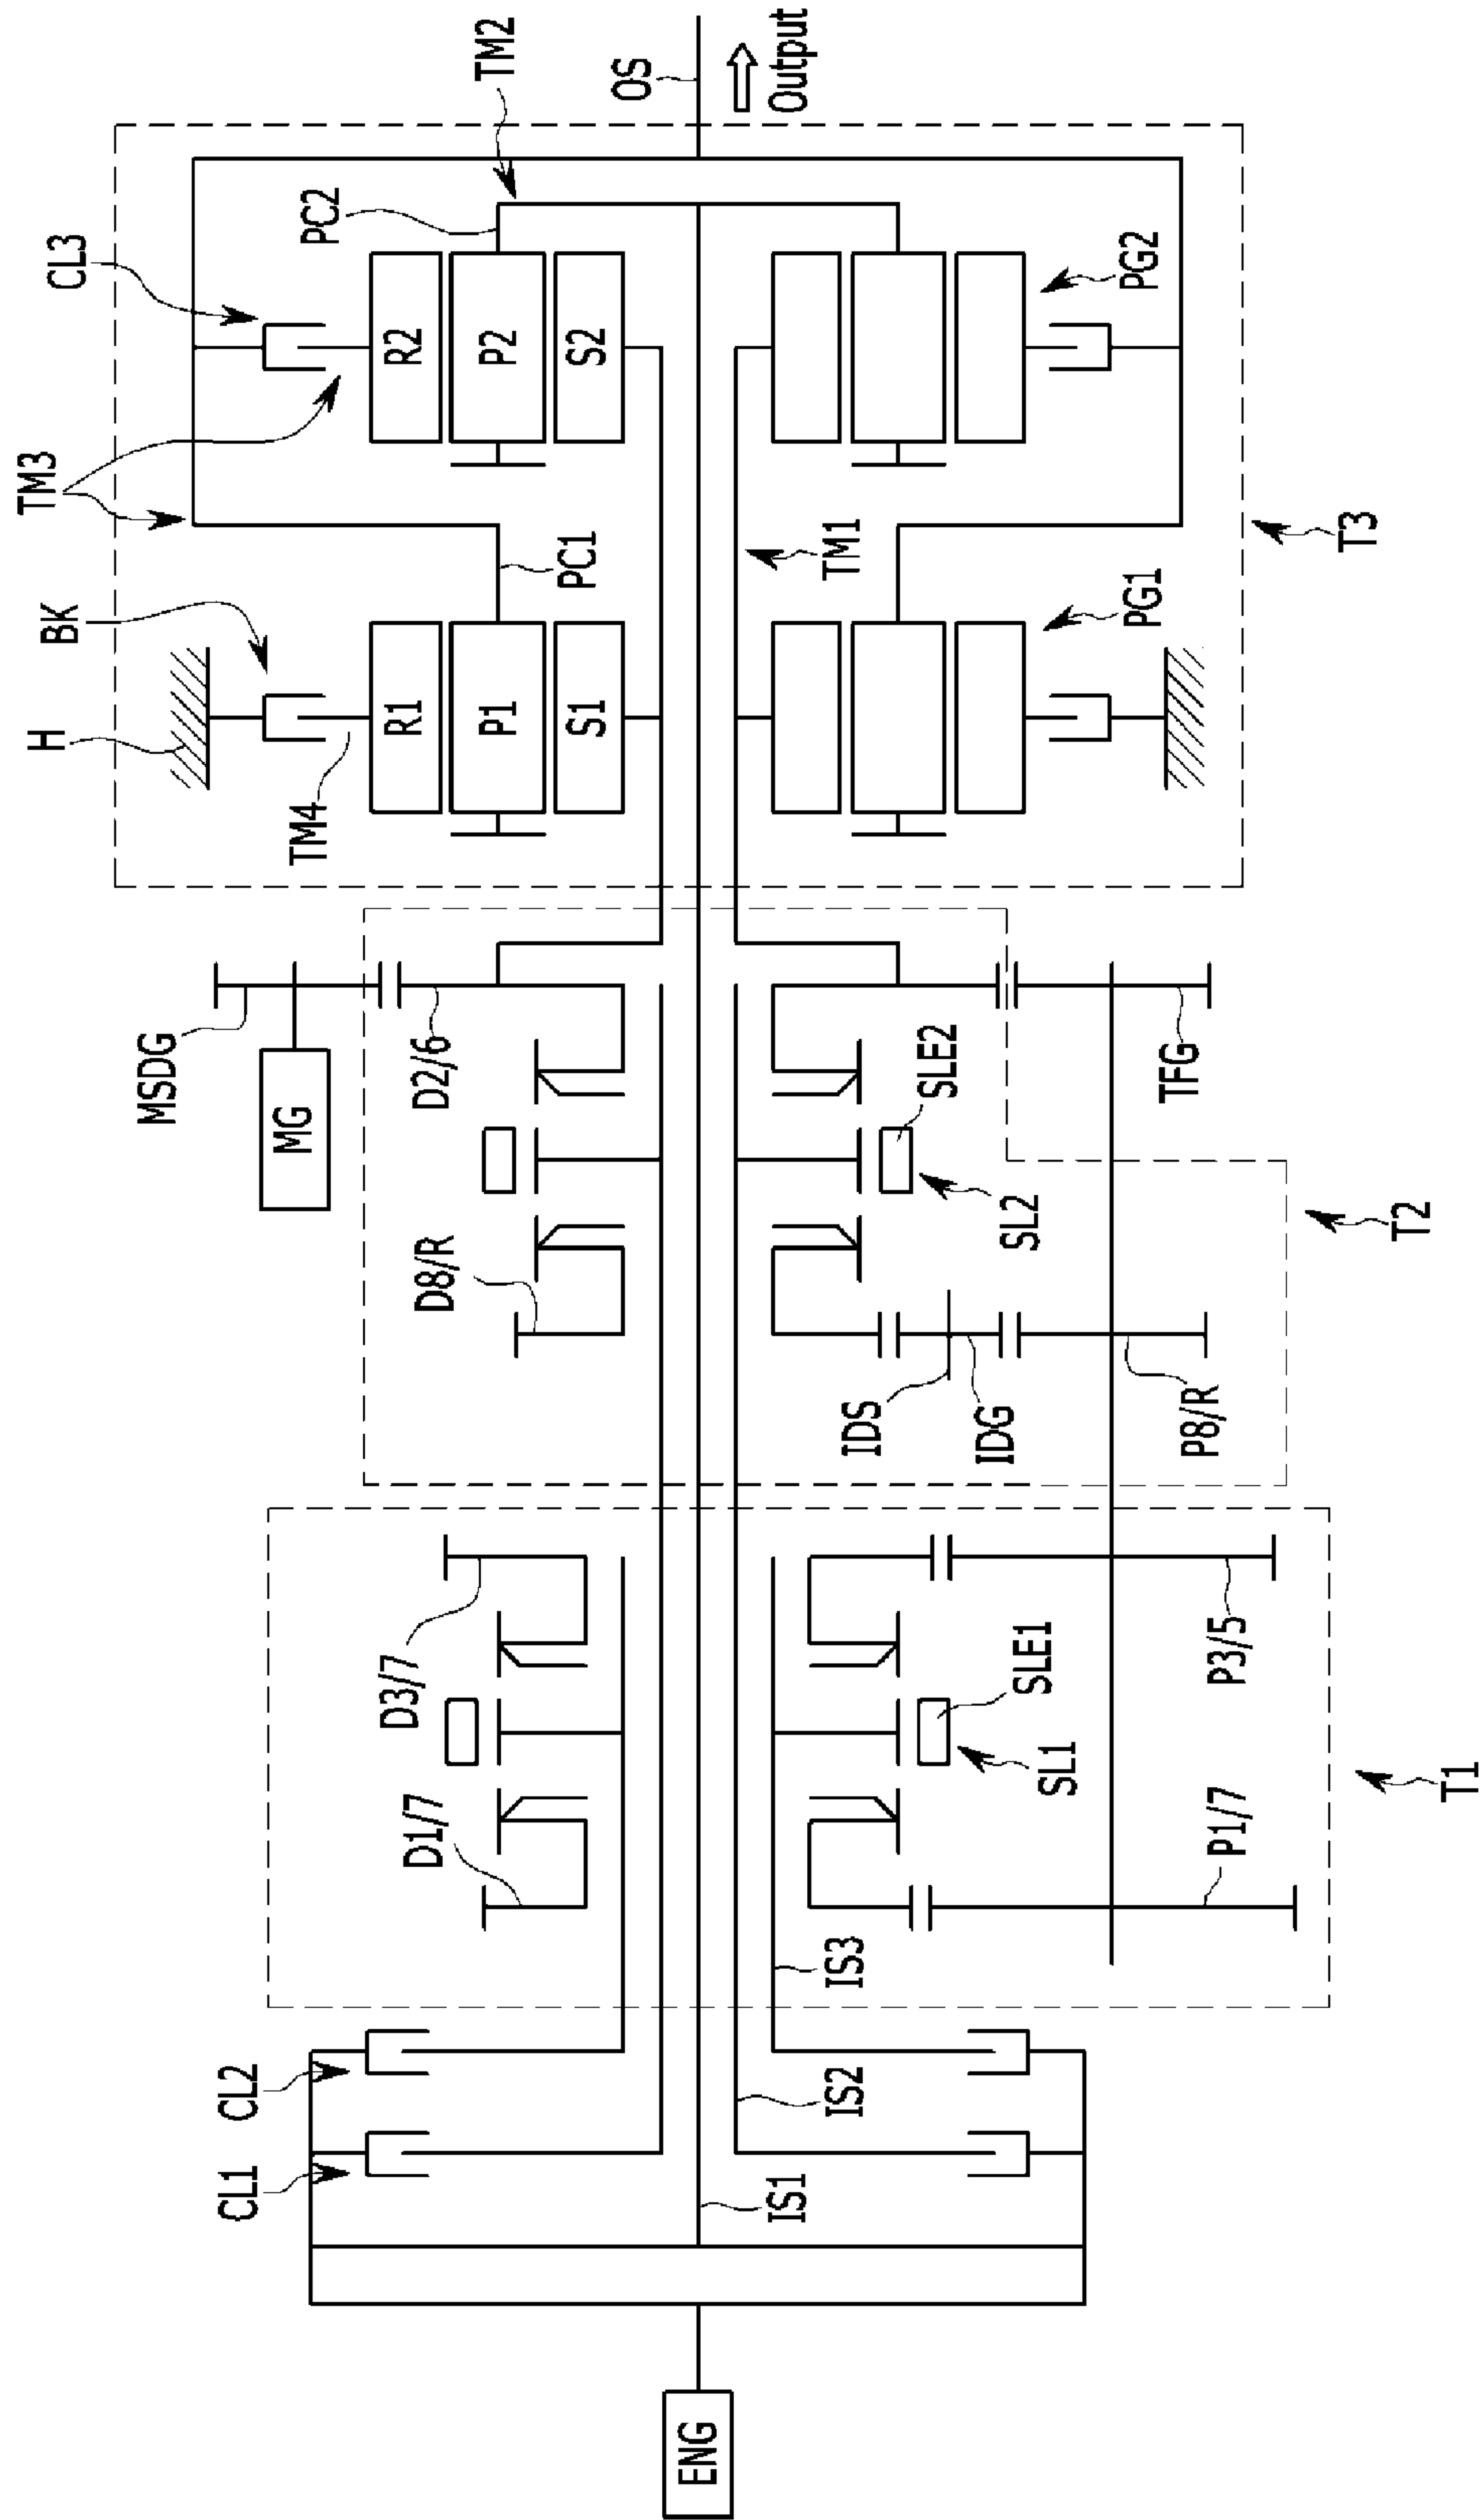 ENG
CL1
CL2
IS1
IS2
IS3
D1/7
D3/7
SL1
SLE1
P1/7
P3/5
T1
D8/R
D2/6
IDS
IDG
P8/R
SL2
SLE2
TFG
T2
MG
MSDG
H
BK
TM4
R1
P1
S1
PC1
TM1
PG1
TM3
CL3
R2
P2
S2
PC2
PG2
T3
TM2
OS
Output